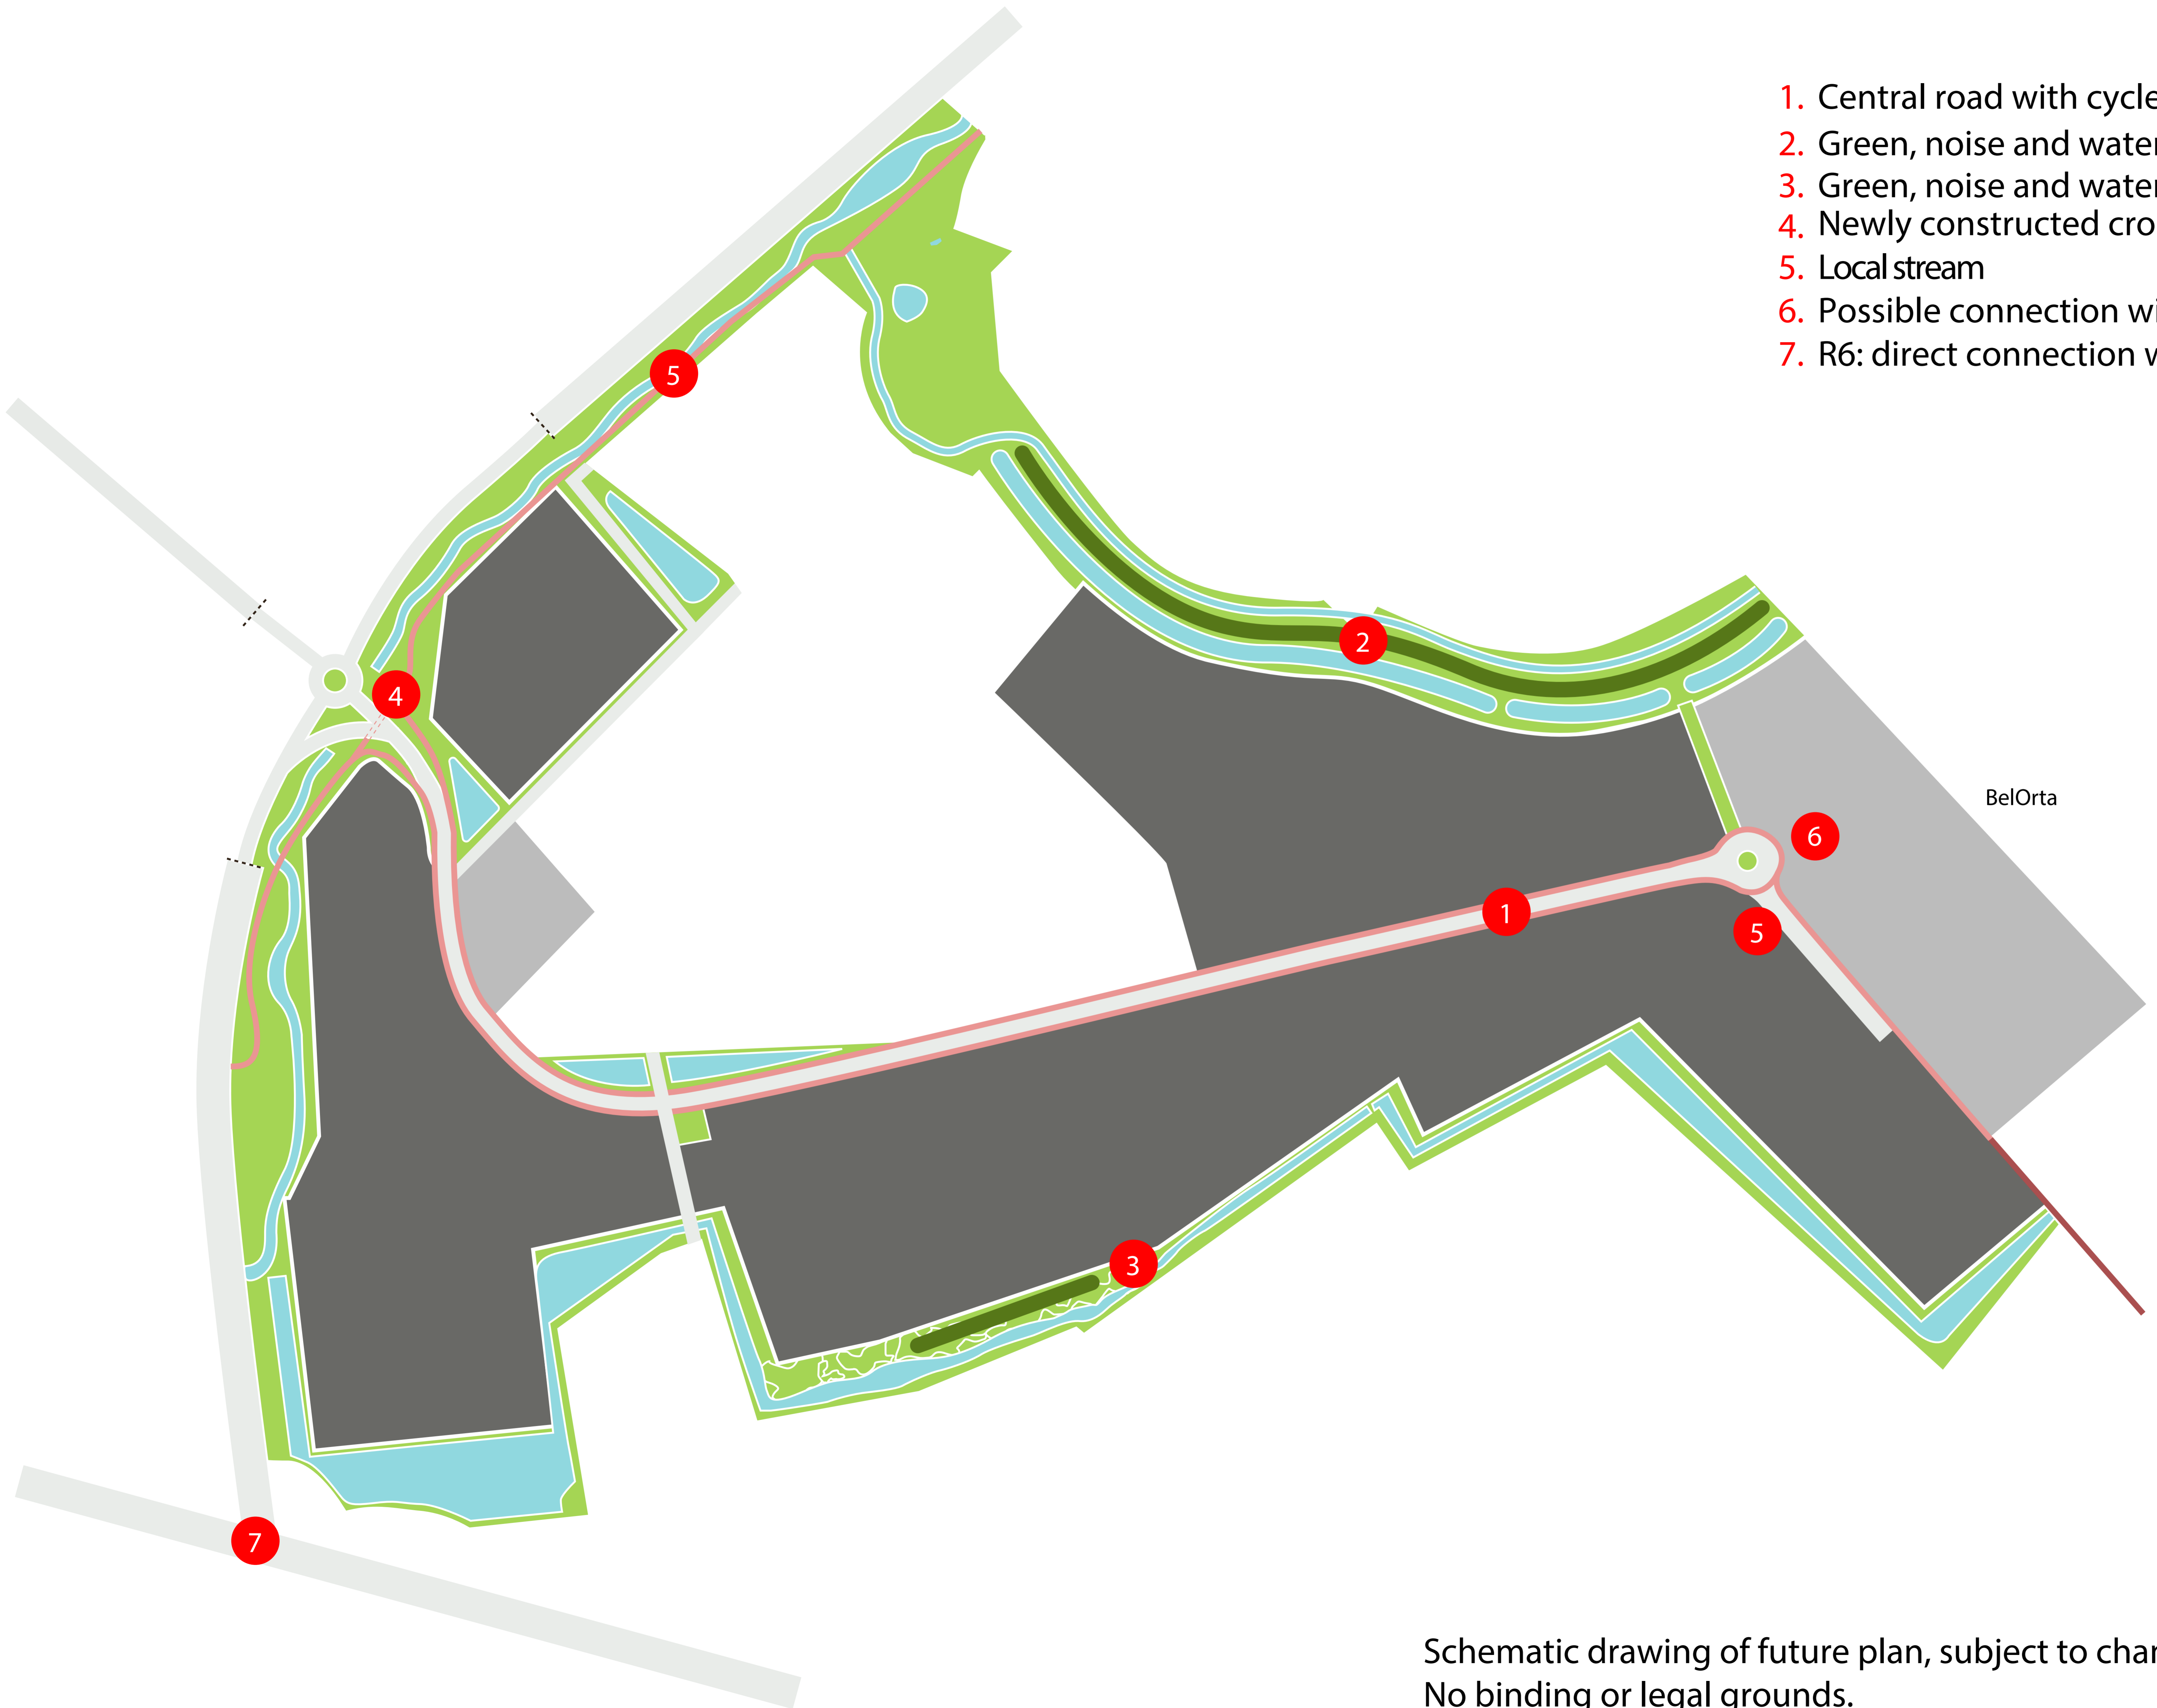 1. Central road with cycle
2. Green, noise and water
3. Green, noise and water
4. Newly constructed cro
5. Local stream
6. Possible connection wi
7. R6: direct connection w
5
4
2
BelOrta
6
1
5
3
7
Schematic drawing of future plan, subject to chan
No binding or legal grounds.